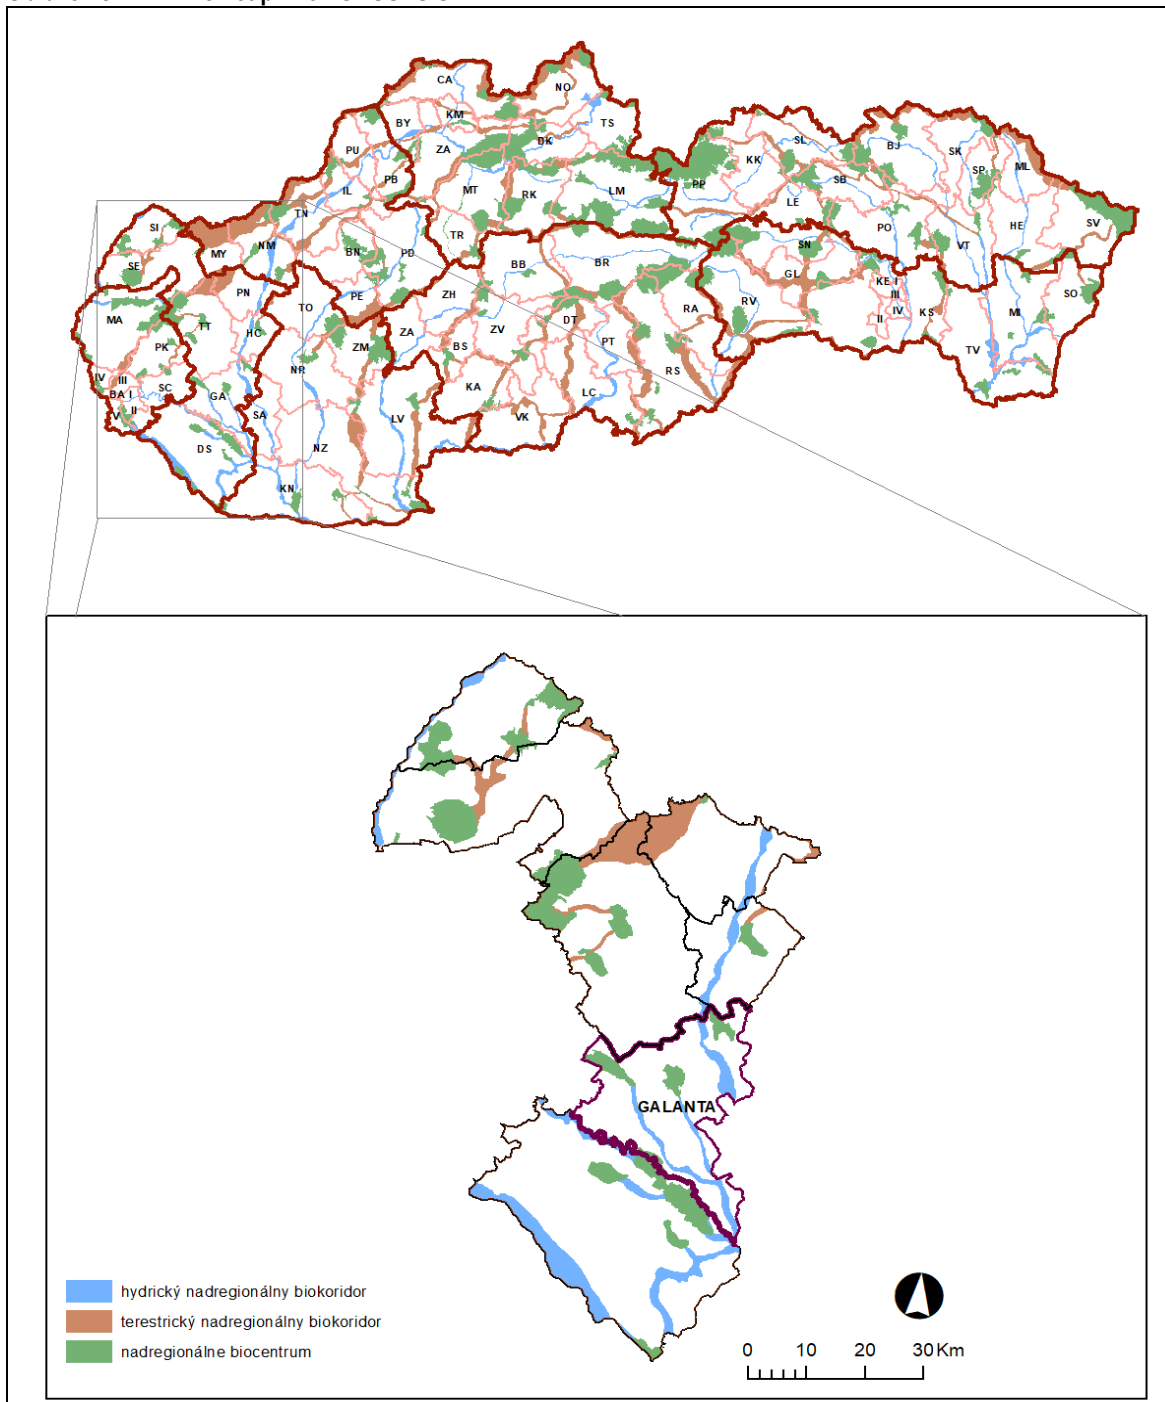 CA
NO
BY
KM
TS
ZA
DK
PU
PB
IL
MT
RK
LM
PP
KK
SL
BJ
SK
SP
ML
SB
LE
PO
VT
HE
SV
SI
TN
TR
SE
MY
NM
BN
PD
BB
BR
SN
GL
KE I
III
IV
II
KS
SO
MI
TV
MA
PN
TO
PE
ZH
ZV
DT
PT
RA
RV
TT
HC
ZM
ZA
BS
PK
NR
KA
LC
RS
IV
III
BA I
II
V
SC
GA
SA
LV
VK
DS
NZ
KN
GALANTA
hydrický nadregionálny biokoridor
terestrický nadregionálny biokoridor
nadregionálne biocentrum
0 10 20 30 Km